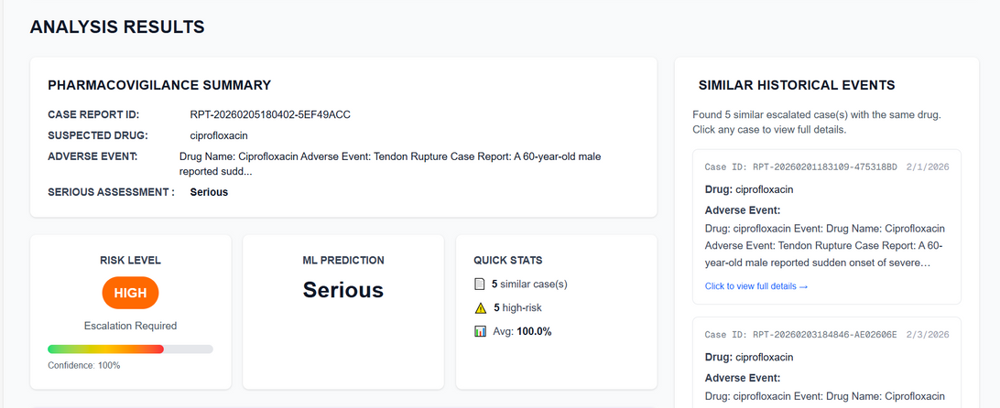 ANALYSIS RESULTS
PHARMACOVIGILANCE SUMMARY
CASE REPORT ID: RPT-20260205180402-5EF49ACC
SUSPECTED DRUG: ciprofloxacin
ADVERSE EVENT: Drug Name: Ciprofloxacin Adverse Event: Tendon Rupture Case Report: A 60-year-old male
reported sudd...
SERIOUS ASSESSMENT : Serious
RISK LEVEL
HIGH
Escalation Required
Confidence: 100%
ML PREDICTION
Serious
QUICK STATS
5 similar case(s)
5 high-risk
Avg: 100.0%
SIMILAR HISTORICAL EVENTS
Found 5 similar escalated case(s) with the same drug.
Click any case to view full details.
Case ID: RPT-20260201183109-475318BD 2/1/2026
Drug: ciprofloxacin
Adverse Event:
Drug: ciprofloxacin Event: Drug Name: Ciprofloxacin
Adverse Event: Tendon Rupture Case Report: A 60-
year-old male reported sudden onset of severe...
Click to view full details →
Case ID: RPT-20260203184846-AE02606E 2/3/2026
Drug: ciprofloxacin
Adverse Event:
Drug: ciprofloxacin Event: Drug Name: Ciprofloxacin